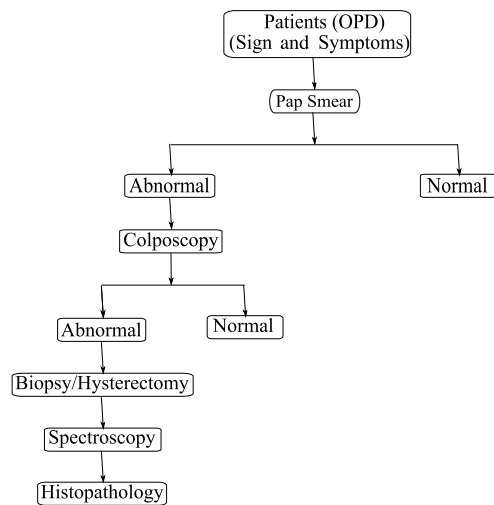 Patients (OPD)
(Sign and Symptoms)
Pap Smear
Abnormal
Normal
Colposcopy
Abnormal
Normal
Biopsy/Hysterectomy
Spectroscopy
Histopathology